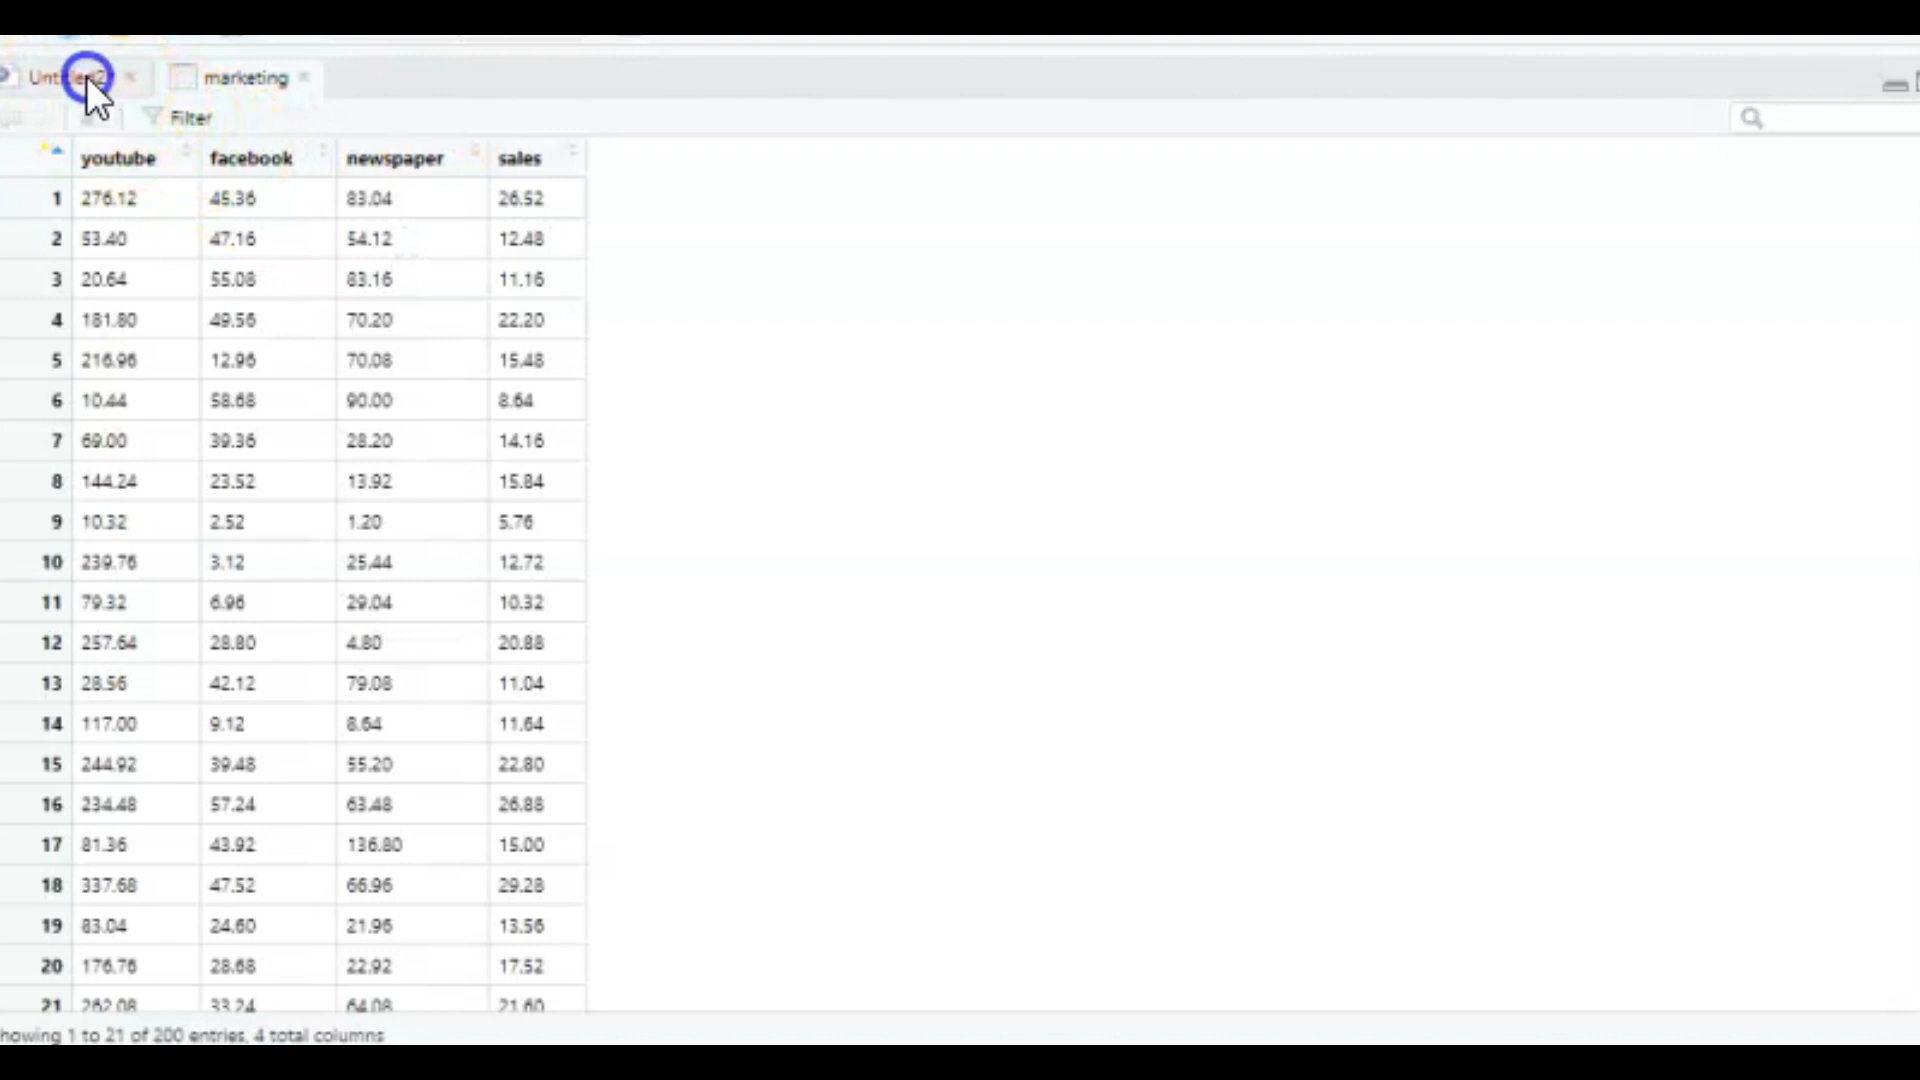 Untitled2* × marketing ×
Filter
youtube facebook newspaper sales
1 276.12 45.36 83.04 26.52
2 53.40 47.16 54.12 12.48
3 20.64 55.08 83.16 11.16
4 181.80 49.56 70.20 22.20
5 216.96 12.96 70.08 15.48
6 10.44 58.68 90.00 8.64
7 69.00 39.36 28.20 14.16
8 144.24 23.52 13.92 15.84
9 10.32 2.52 1.20 5.76
10 239.76 3.12 25.44 12.72
11 79.32 6.96 29.04 10.32
12 257.64 28.80 4.80 20.88
13 28.56 42.12 79.08 11.04
14 117.00 9.12 8.64 11.64
15 244.92 39.48 55.20 22.80
16 234.48 57.24 63.48 26.88
17 81.36 43.92 136.80 15.00
18 337.68 47.52 66.96 29.28
19 83.04 24.60 21.96 13.56
20 176.76 28.68 22.92 17.52
21 262.08 33.24 64.08 21.60
howing 1 to 21 of 200 entries, 4 total columns